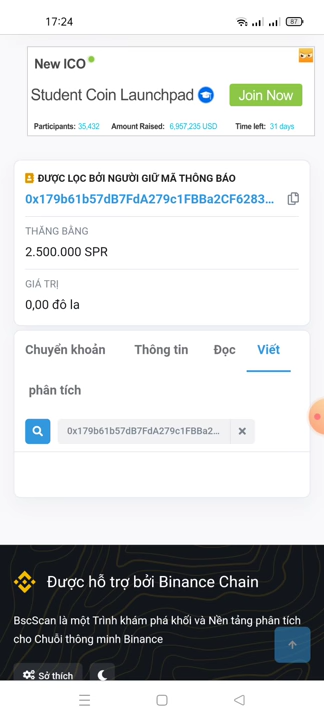 17:24
87
New ICO
Student Coin Launchpad
Join Now
Participants: 35,432 Amount Raised: 6,957,235 USD Time left: 31 days
ĐƯỢC LỌC BỞI NGƯỜI GIỮ MÃ THÔNG BÁO
0x179b61b57dB7FdA279c1FBBa2CF6283...
THĂNG BẰNG
2.500.000 SPR
GIÁ TRỊ
0,00 đô la
Chuyển khoản Thông tin Đọc Viết
phân tích
0x179b61b57dB7FdA279c1FBBa2...
Được hỗ trợ bởi Binance Chain
BscScan là một Trình khám phá khối và Nền tảng phân tích
cho Chuỗi thông minh Binance
Sở thích